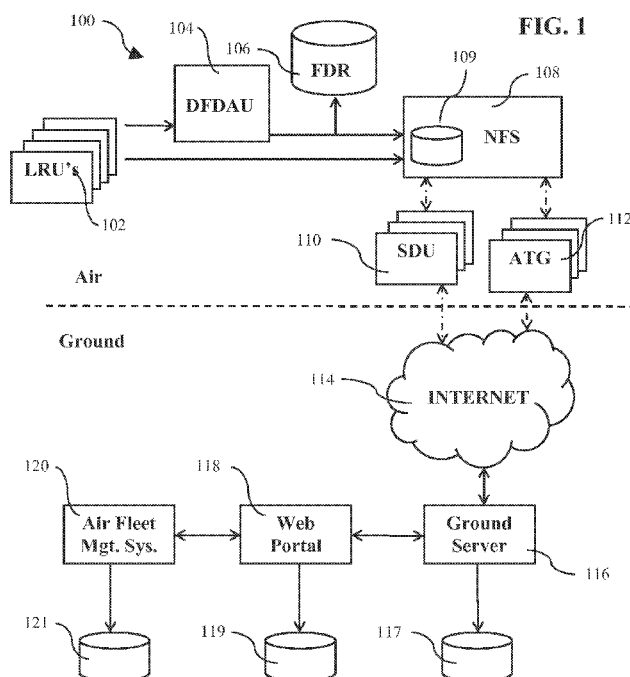 FIG. 1
100
104
106
FDR
DFDAU
109
108
NFS
LRU's
102
110
SDU
ATG
112
Air
Ground
114
INTERNET
120
118
Air Fleet
Mgt. Sys.
Web
Portal
Ground
Server
116
121
119
117